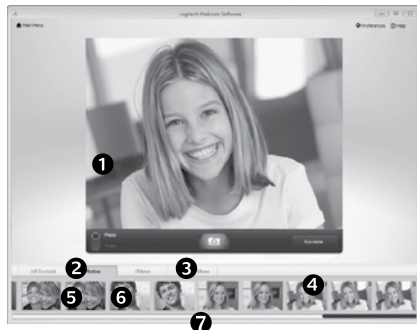 Logitech Webcam Software
Main Menu
Preferences
Help
1
Photo
Controls
2
3
All Content
Photos
Videos
4
5
6
7